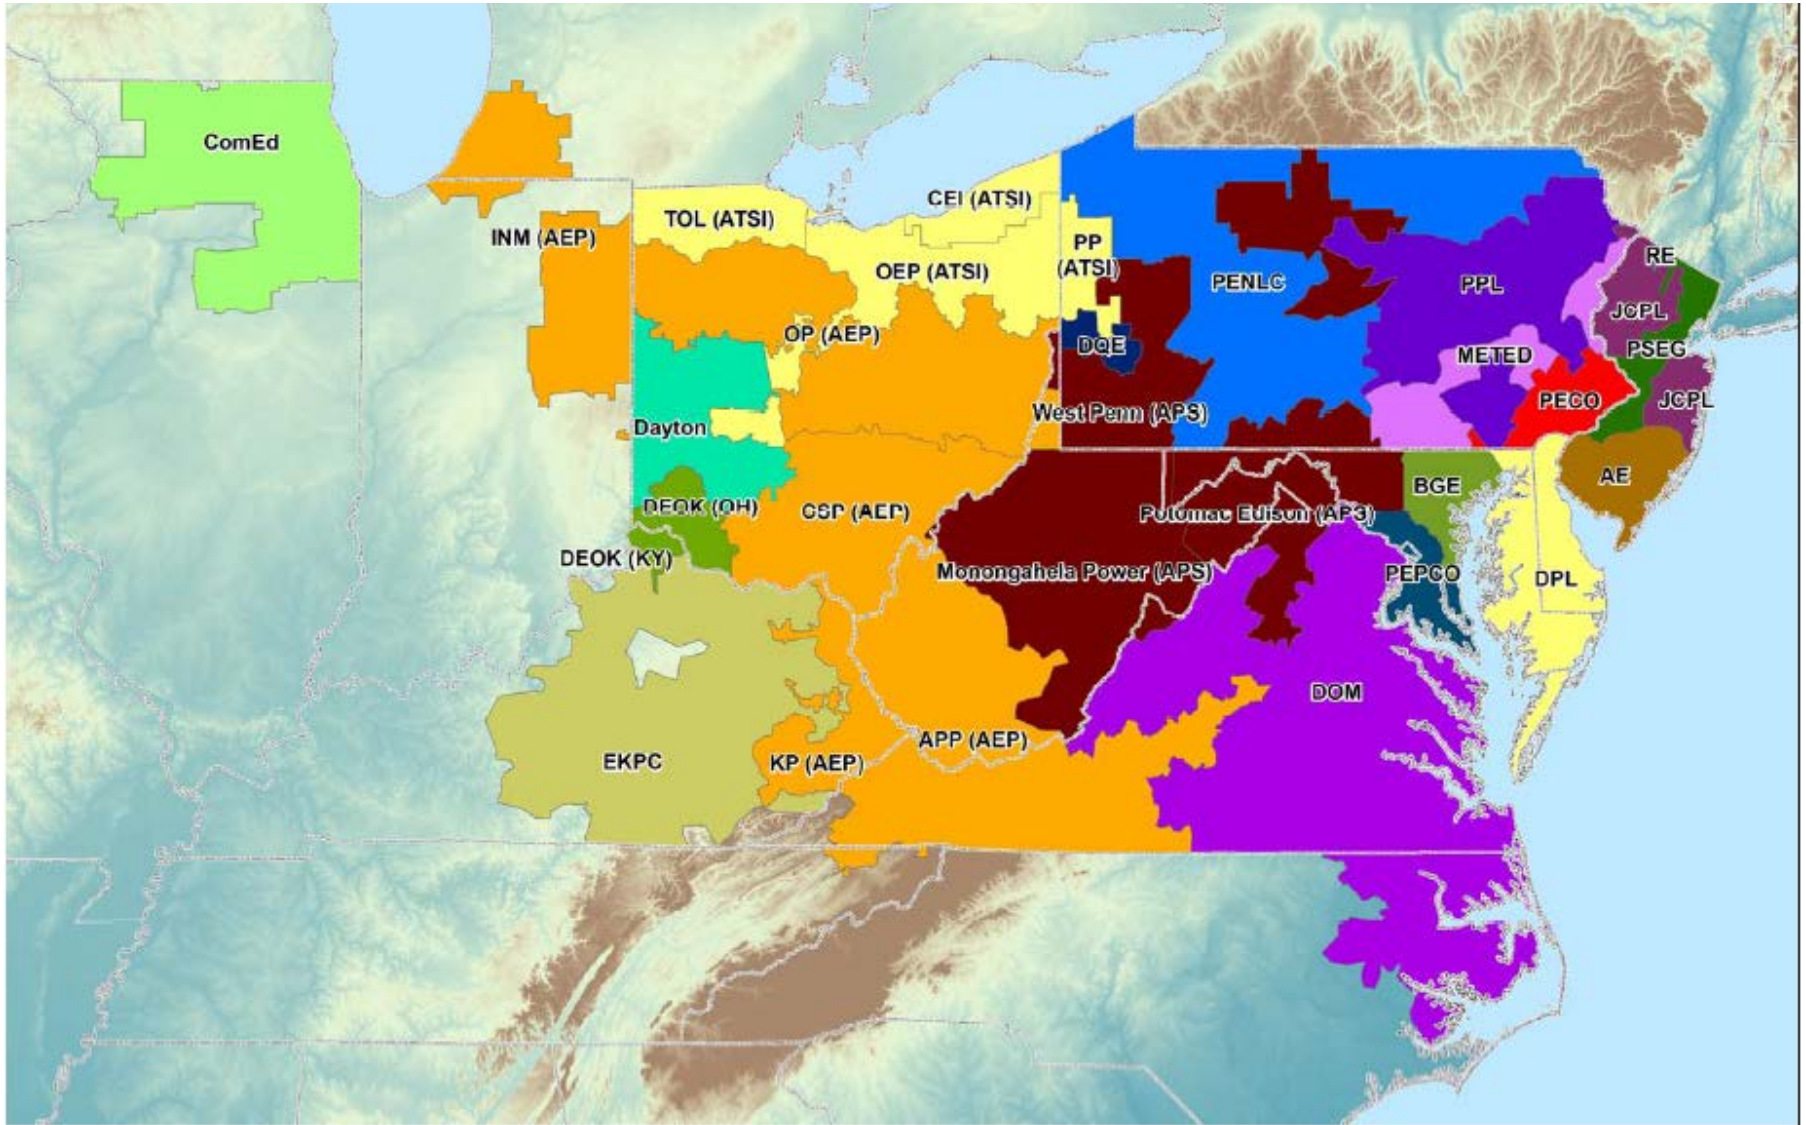 ComEd
CEI (ATSI)
TOL (ATSI)
INM (AEP)
PP
(ATSI)
OEP (ATSI)
RE
PENLC
PPL
JCPL
OP (AEP)
DQE
PSEG
METED
West Penn (APS)
PECO
JCPL
Dayton
AE
BGE
DEOK (OH)
CSP (AEP)
Potomac Edison (APS)
DEOK (KY)
Monongahela Power (APS)
PEPCO
DPL
DOM
APP (AEP)
EKPC
KP (AEP)